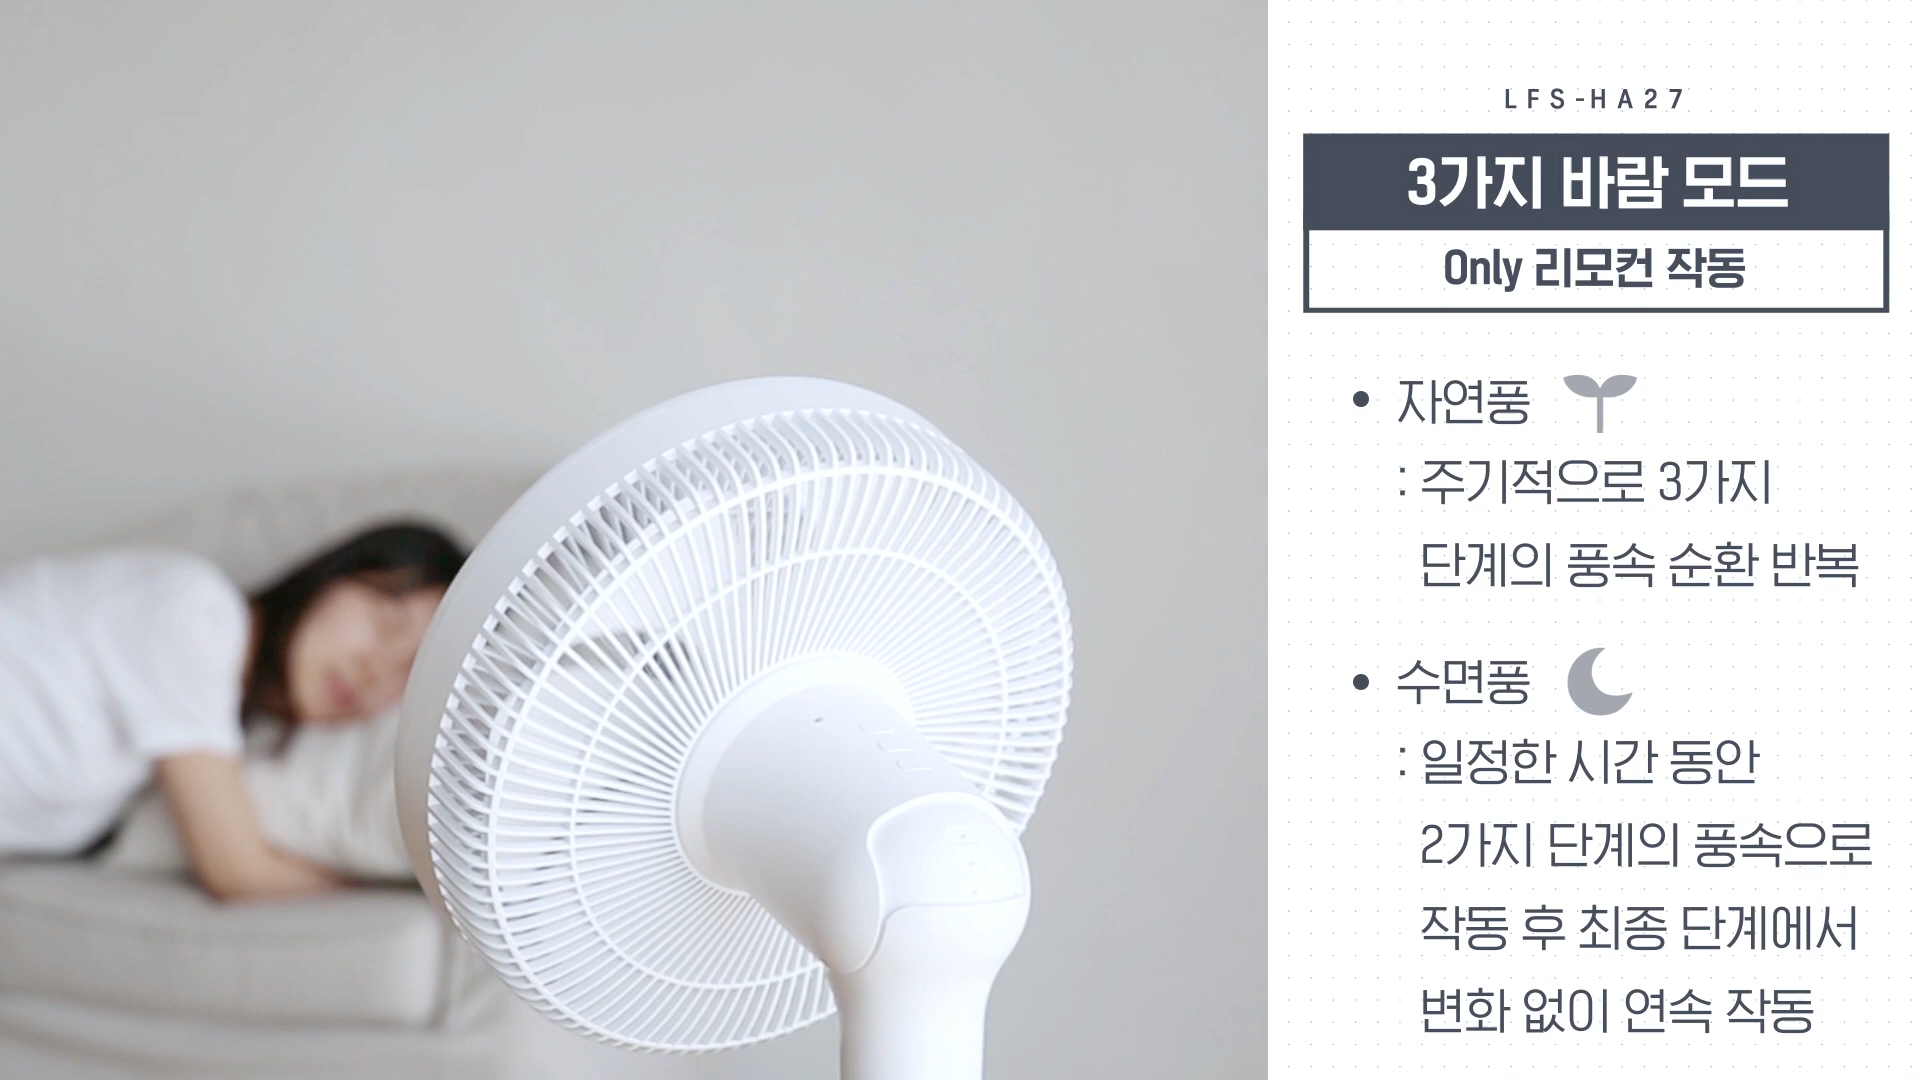 LFS-HA27
3가지 바람 모드
Only 리모컨 작동
• 자연풍
: 주기적으로 3가지
단계의 풍속 순환 반복
• 수면풍
: 일정한 시간 동안
2가지 단계의 풍속으로
작동 후 최종 단계에서
변화 없이 연속 작동